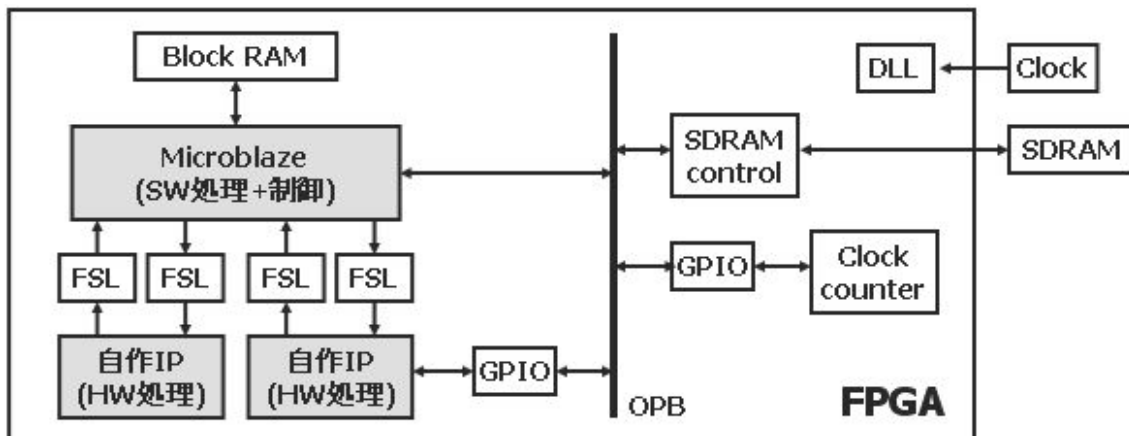 Block RAM
DLL
Clock
Microblaze
(SW処理+制御)
SDRAM
control
SDRAM
FSL
FSL
FSL
FSL
GPIO
Clock
counter
自作IP
(HW処理)
自作IP
(HW処理)
GPIO
OPB
FPGA